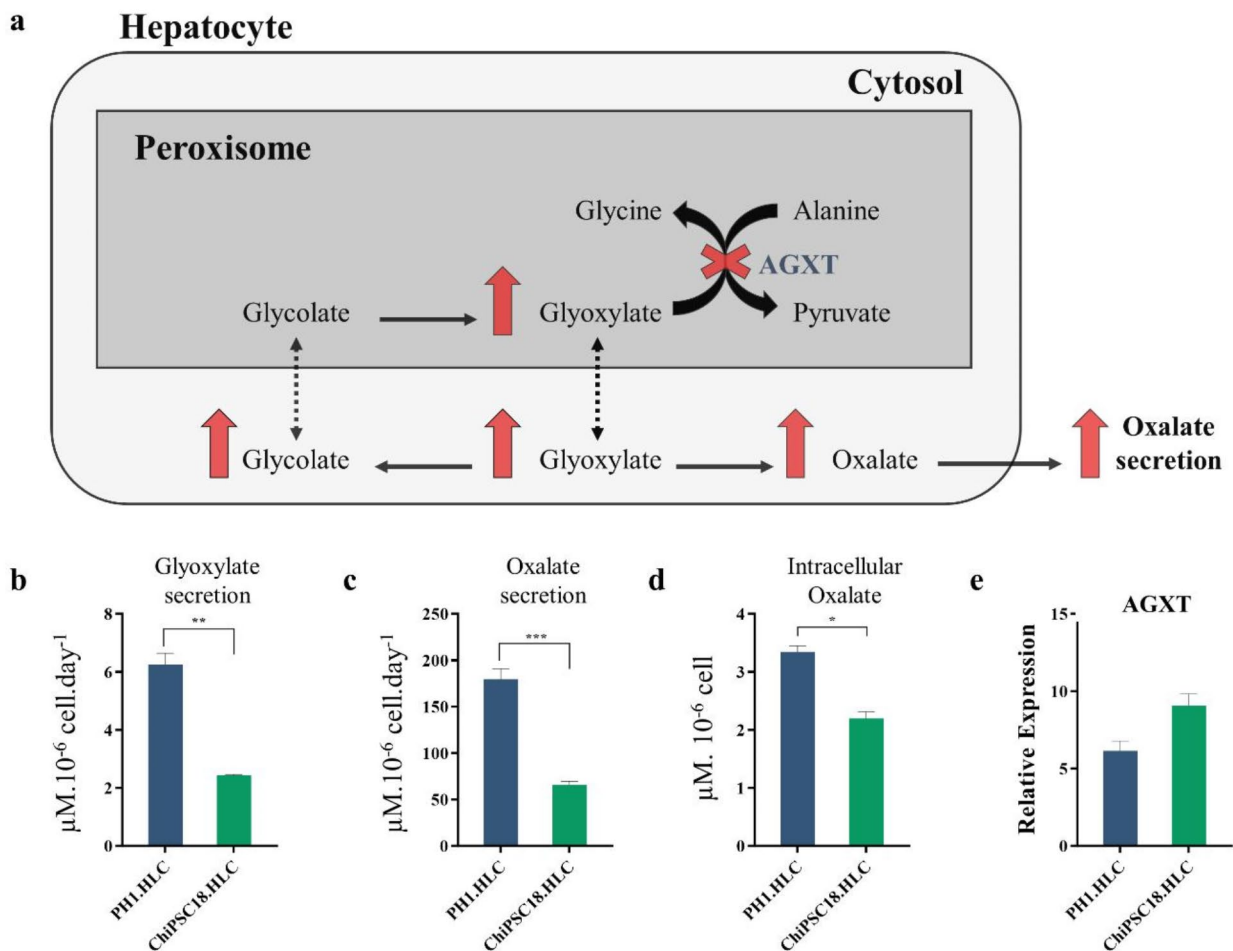 a
Hepatocyte
Cytosol
Peroxisome
Glycine
Alanine
AGXT
Glycolate
Glyoxylate
Pyruvate
Glycolate
Glyoxylate
Oxalate
Oxalate
secretion
b
Glyoxylate
secretion
**
µM.10⁻⁶ cell.day⁻¹
8
6
4
2
0
PH1.HLC
ChiPSC18.HLC
c
Oxalate
secretion
***
µM.10⁻⁶ cell.day⁻¹
250
200
150
100
50
0
PH1.HLC
ChiPSC18.HLC
d
Intracellular
Oxalate
*
µM. 10⁻⁶ cell
4
3
2
1
0
PH1.HLC
ChiPSC18.HLC
e
AGXT
Relative Expression
15
10
5
0
PH1.HLC
ChiPSC18.HLC